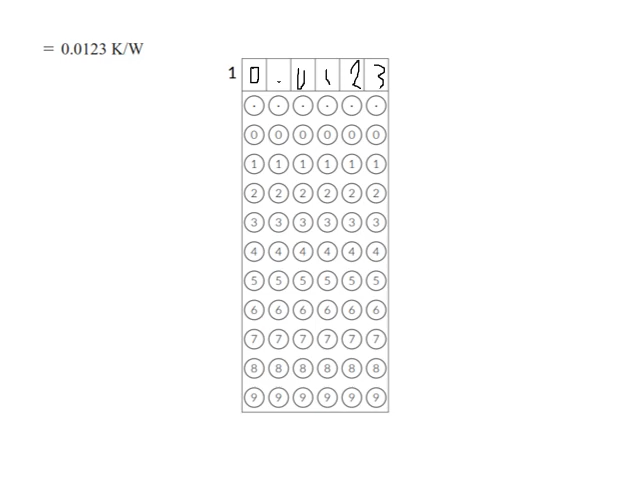 = 0.0123 K/W
1 0 . 0 1 2 3
. . . . . .
0 0 0 0 0 0
1 1 1 1 1 1
2 2 2 2 2 2
3 3 3 3 3 3
4 4 4 4 4 4
5 5 5 5 5 5
6 6 6 6 6 6
7 7 7 7 7 7
8 8 8 8 8 8
9 9 9 9 9 9